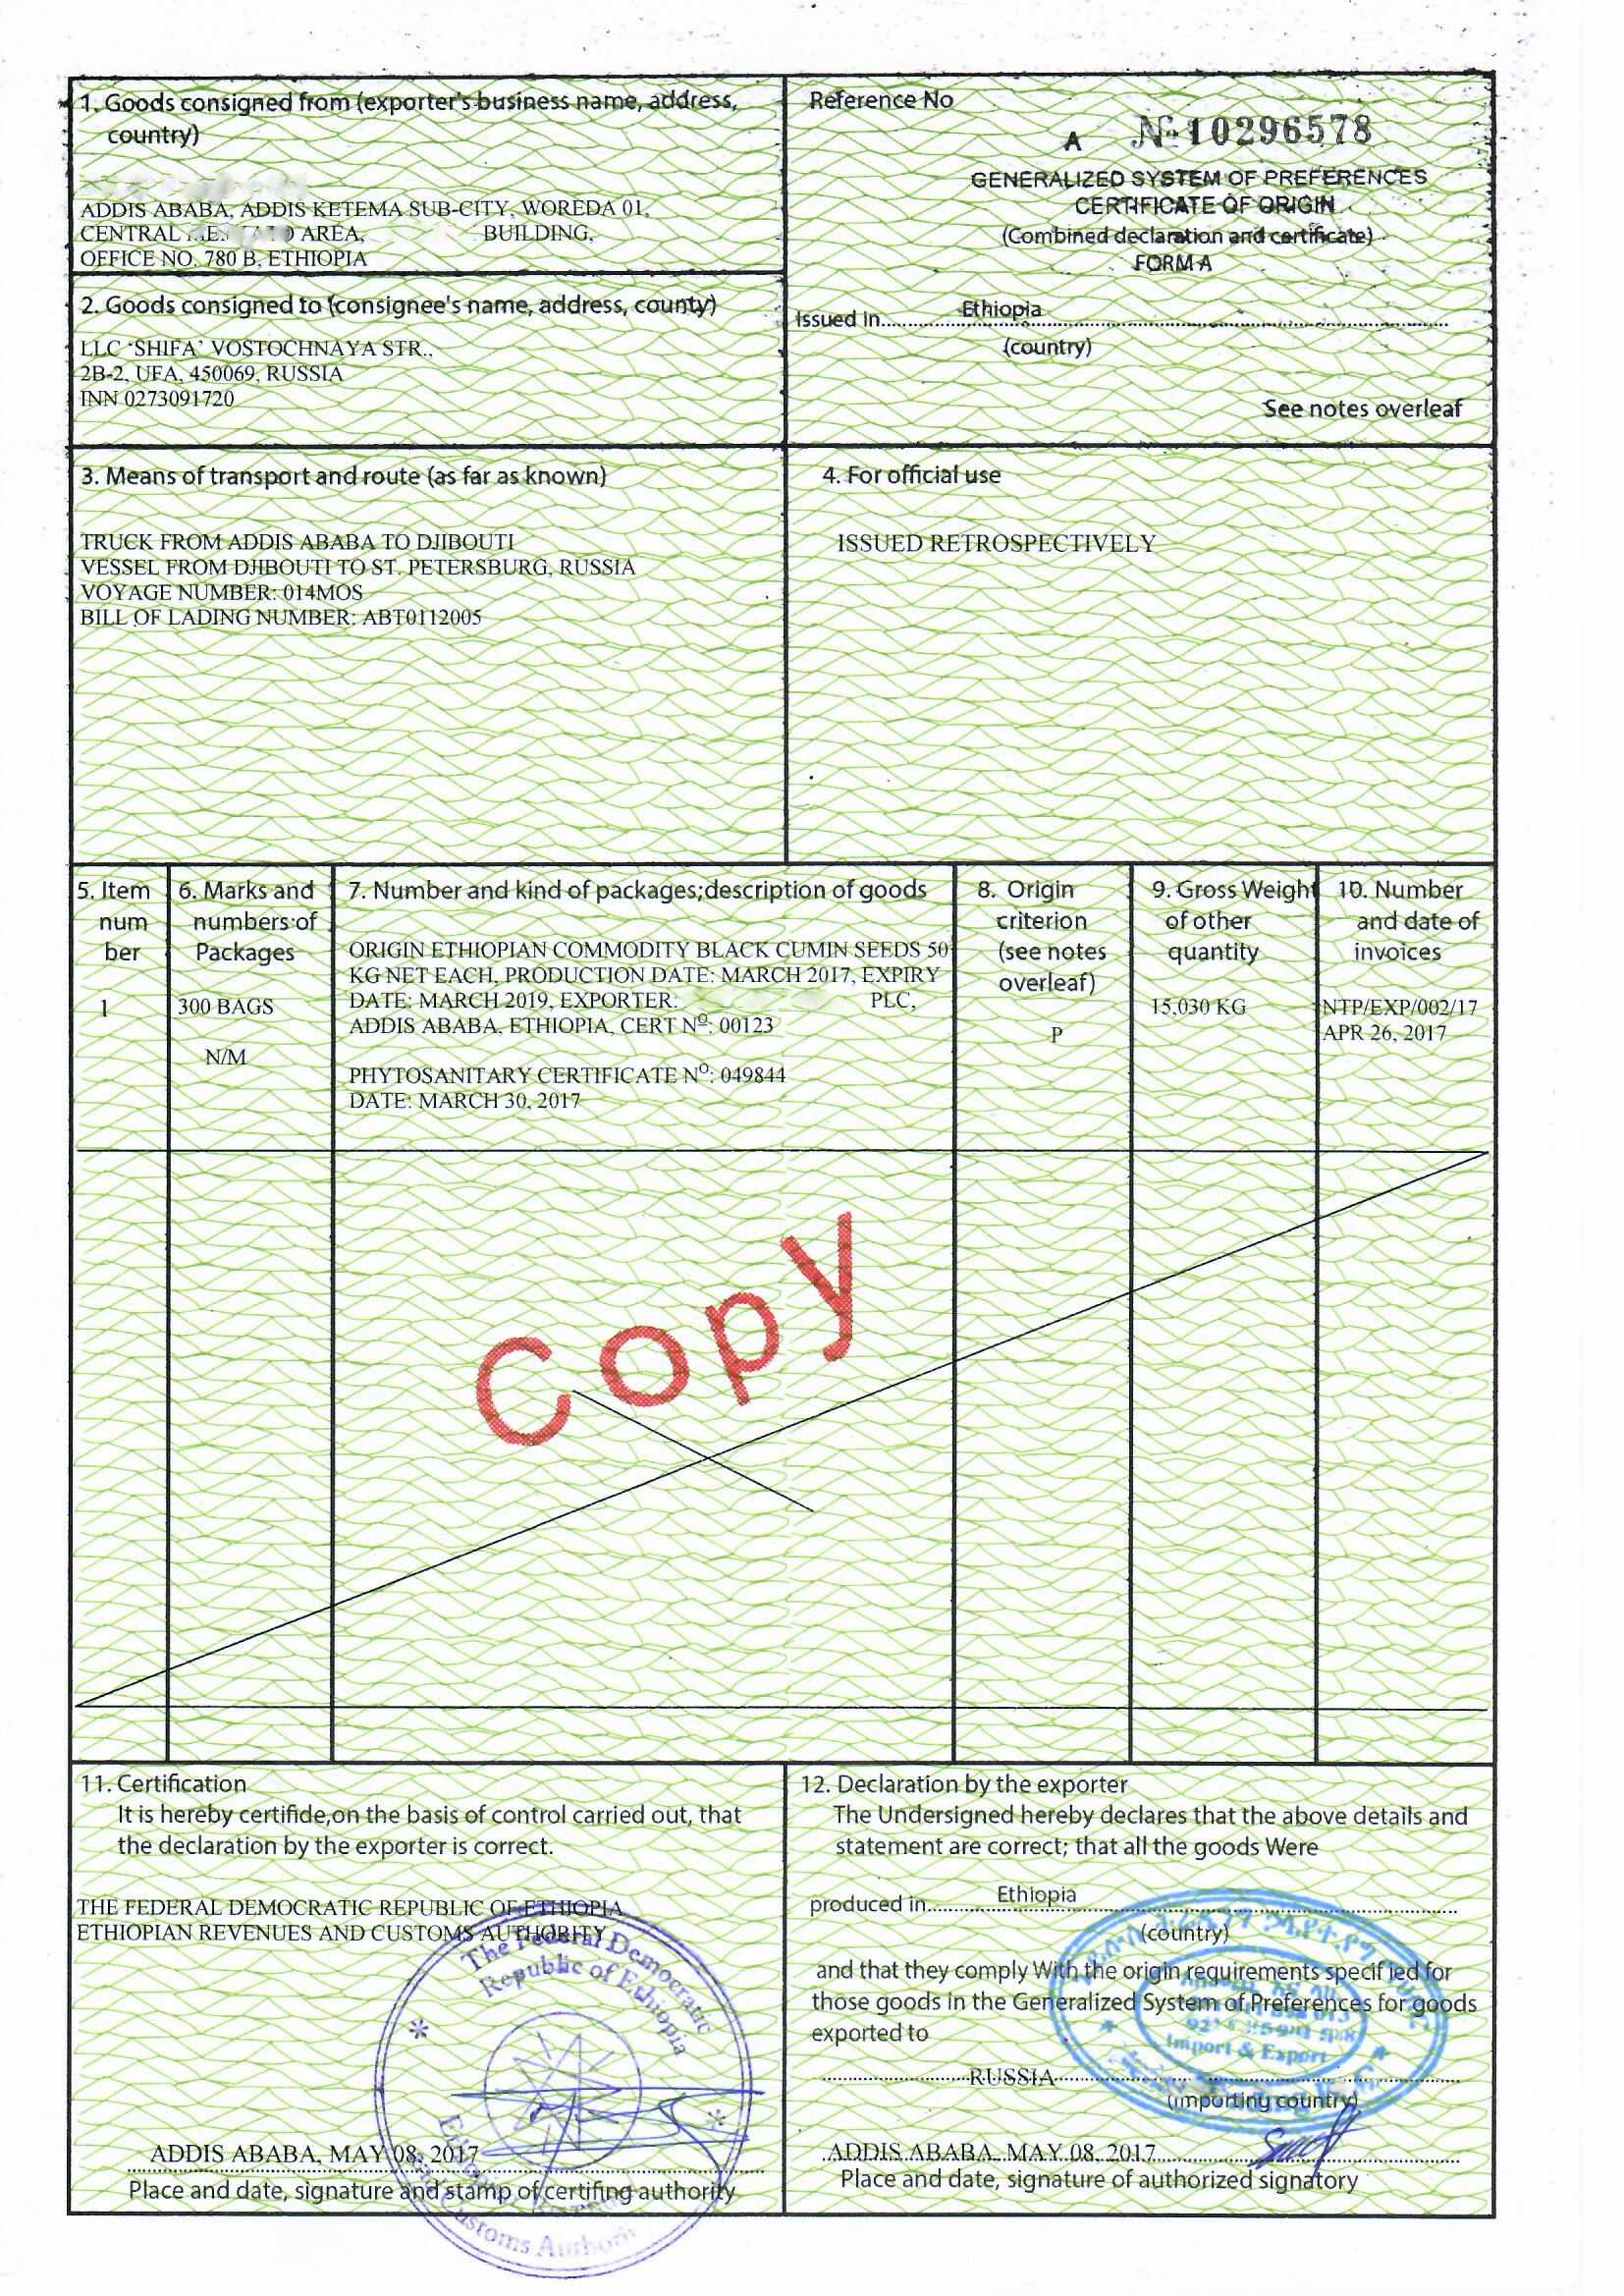 1. Goods consigned from (exporter's business name, address,
country)
ADDIS ABABA, ADDIS KETEMA SUB-CITY, WOREDA 01,
CENTRAL AREA, BUILDING,
OFFICE NO. 780 B, ETHIOPIA
Reference No
A № 10296578
GENERALIZED SYSTEM OF PREFERENCES
CERTIFICATE OF ORIGIN
(Combined declaration and certificate)
FORM A
Issued in Ethiopia
(country)
See notes overleaf
2. Goods consigned to (consignee's name, address, county)
LLC ‘SHIFA’ VOSTOCHNAYA STR.,
2B-2, UFA, 450069, RUSSIA
INN 0273091720
3. Means of transport and route (as far as known)
TRUCK FROM ADDIS ABABA TO DJIBOUTI
VESSEL FROM DJIBOUTI TO ST. PETERSBURG, RUSSIA
VOYAGE NUMBER: 014MOS
BILL OF LADING NUMBER: ABT0112005
4. For official use
ISSUED RETROSPECTIVELY
5. Item
num
ber
1
6. Marks and
numbers of
Packages
300 BAGS
N/M
7. Number and kind of packages;description of goods
ORIGIN ETHIOPIAN COMMODITY BLACK CUMIN SEEDS 50
KG NET EACH, PRODUCTION DATE: MARCH 2017, EXPIRY
DATE: MARCH 2019, EXPORTER: PLC,
ADDIS ABABA, ETHIOPIA, CERT Nº: 00123
PHYTOSANITARY CERTIFICATE Nº: 049844
DATE: MARCH 30, 2017
8. Origin
criterion
(see notes
overleaf)
P
9. Gross Weight
of other
quantity
15,030 KG
10. Number
and date of
invoices
NTP/EXP/002/17
APR 26, 2017
Copy
11. Certification
It is hereby certifide,on the basis of control carried out, that
the declaration by the exporter is correct.
THE FEDERAL DEMOCRATIC REPUBLIC OF ETHIOPIA
ETHIOPIAN REVENUES AND CUSTOMS AUTHORITY
The Federal Democratic
Republic of Ethiopia
Customs
ADDIS ABABA, MAY 08, 2017
Place and date, signature and stamp of certifing authority
12. Declaration by the exporter
The Undersigned hereby declares that the above details and
statement are correct; that all the goods Were
produced in Ethiopia
(country)
and that they comply With the origin requirements specif ied for
those goods in the Generalized System of Preferences for goods
exported to
RUSSIA
(importing country)
Import & Export
ADDIS ABABA, MAY 08, 2017
Place and date, signature of authorized signatory